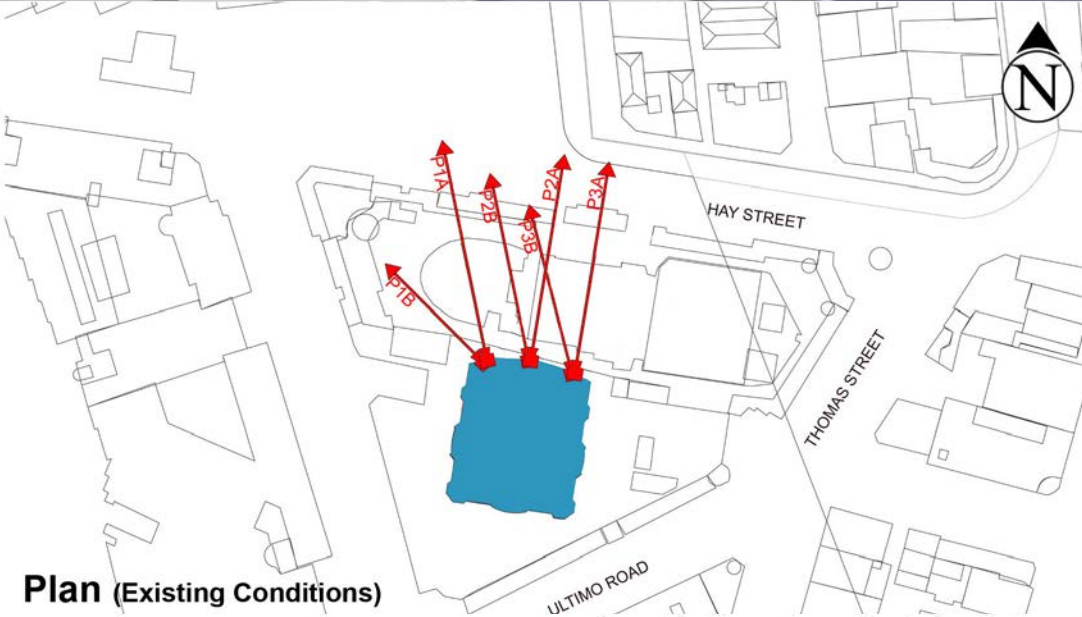 N
P1A
P2B
P2A
P3A
P3B
P1B
HAY STREET
THOMAS STREET
ULTIMO ROAD
Plan (Existing Conditions)